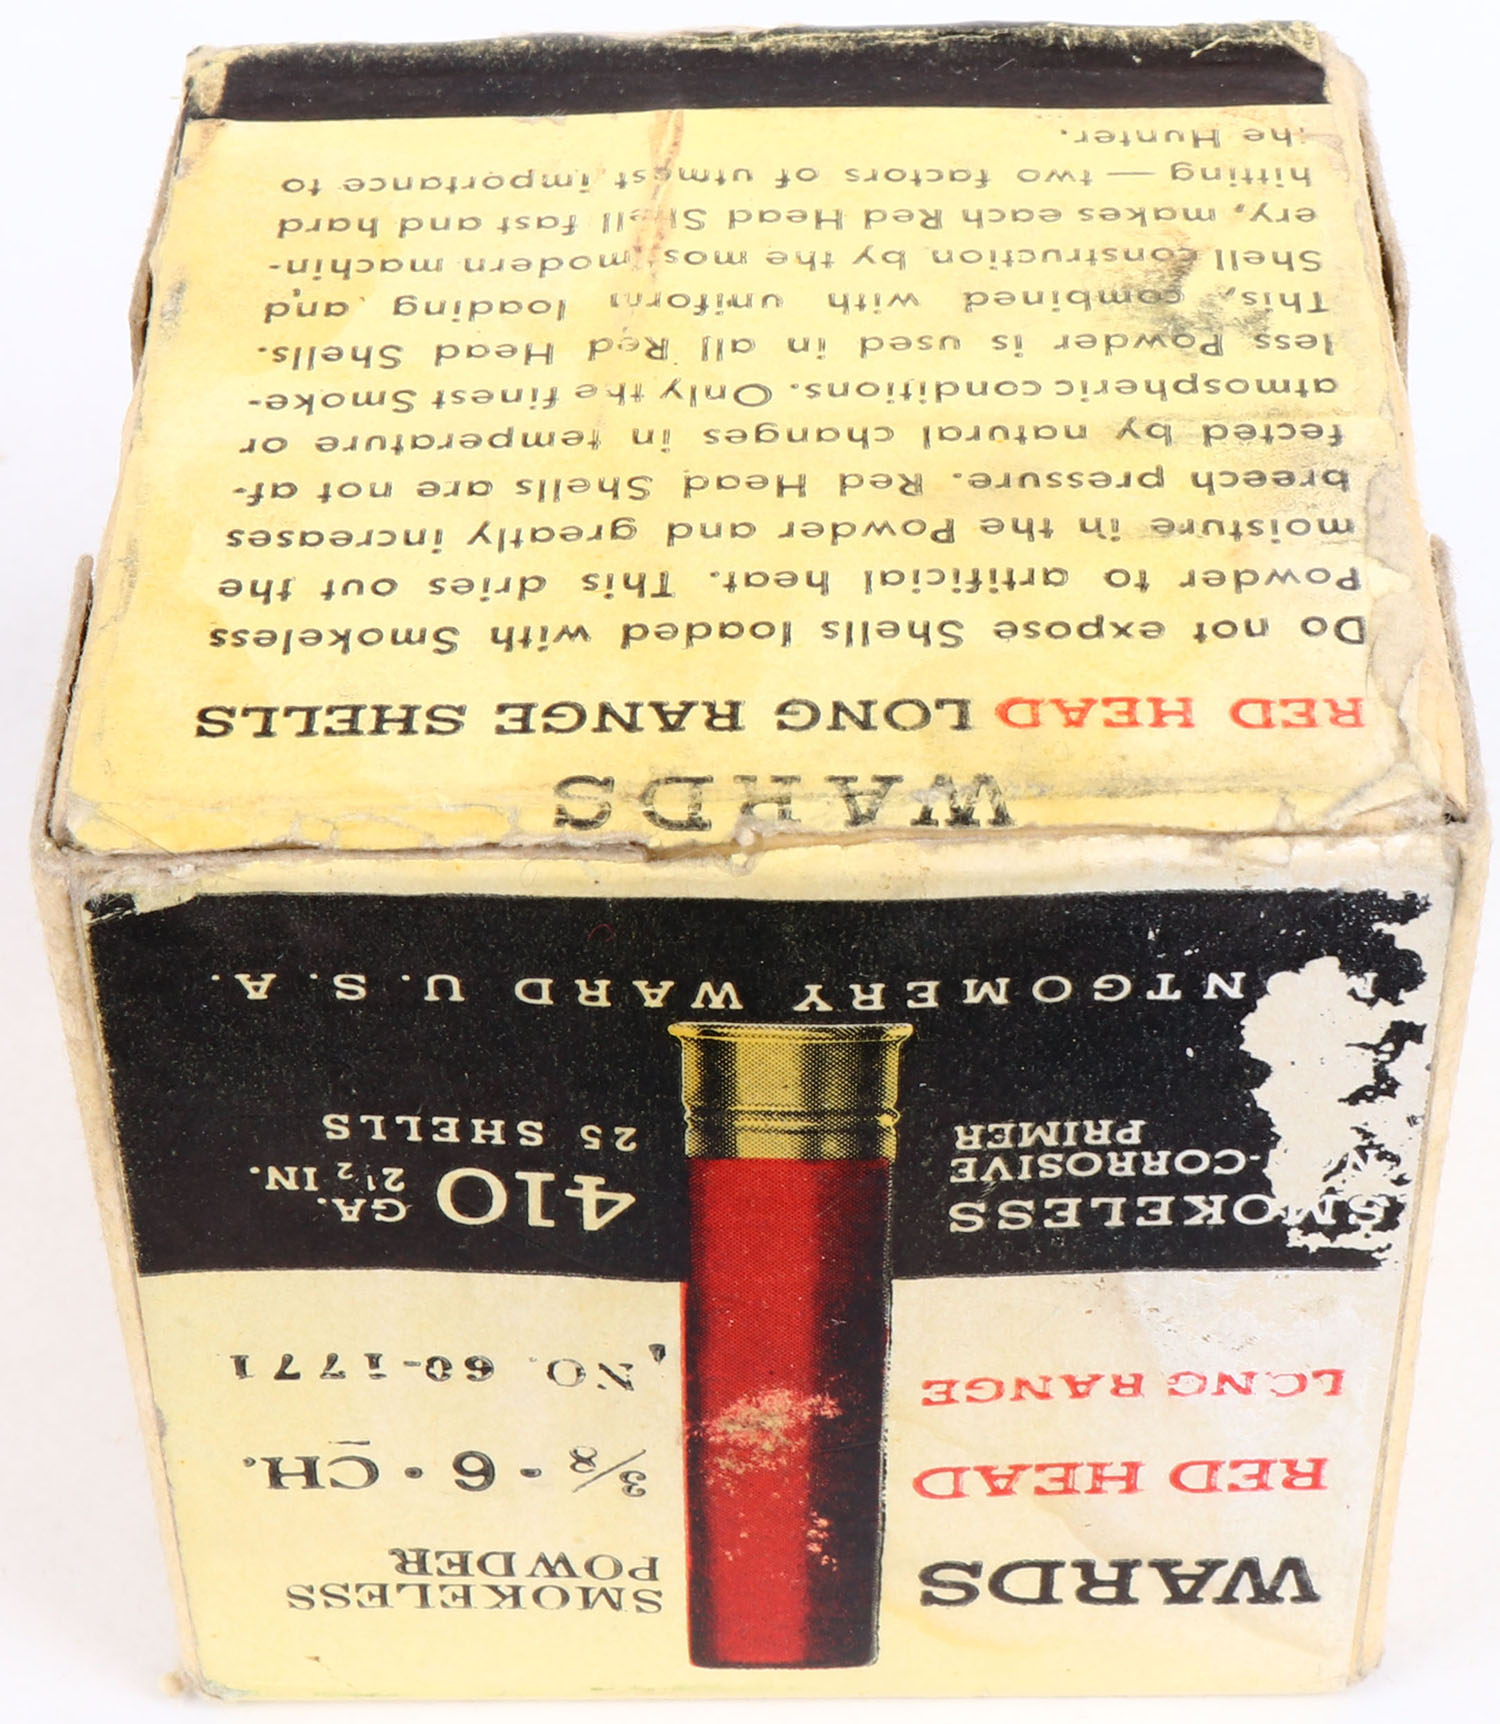 WARDS
RED HEAD
LONG RANGE
SMOKELESS
-CORROSIVE
PRIMER
SMOKELESS
POWDER
3/8 • 6 • CH.
NO. 60-1771
410 GA. 2 1/2 IN.
25 SHELLS
NTGOMERY WARD U. S. A.
WARDS
RED HEAD LONG RANGE SHELLS
Do not expose Shells loaded with Smokeless
Powder to artificial heat. This dries out the
moisture in the Powder and greatly increases
breech pressure. Red Head Shells are not af-
fected by natural changes in temperature or
atmospheric conditions. Only the finest Smoke-
less Powder is used in all Red Head Shells.
This, combined with uniform loading and
Shell construction by the most modern machin-
ery, makes each Red Head Shell fast and hard
hitting — two factors of utmost importance to
the Hunter.